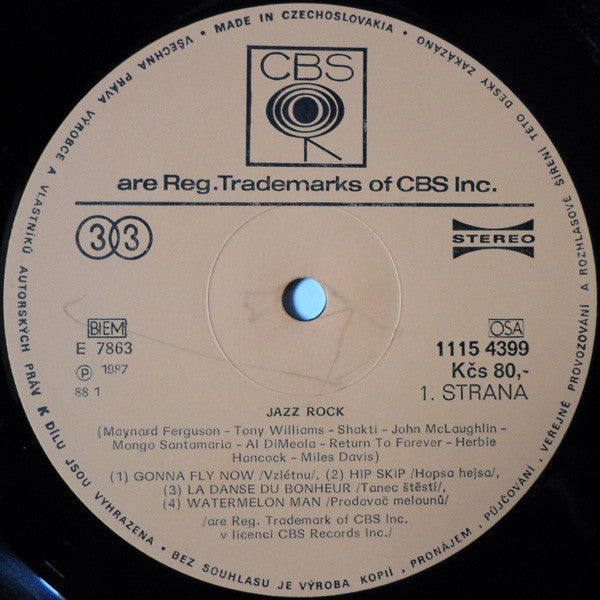 MADE IN CZECHOSLOVAKIA • VŠECHNA PRÁVA VÝROBCE A VLASTNÍKŮ AUTORSKÝCH PRÁV K DÍLU JSOU VYHRAZENA • BEZ SOUHLASU JE VÝROBA KOPIÍ, PRONÁJEM, PŮJČOVÁNÍ, VEŘEJNÉ PROVOZOVÁNÍ A ROZHLASOVÉ ŠÍŘENÍ TÉTO DESKY ZAKÁZÁNO •
CBS
are Reg.Trademarks of CBS Inc.
33
STEREO
BIEM
OSA
E 7863
1115 4399
Ⓟ 1987
Kčs 80,-
88 1
1. STRANA
JAZZ ROCK
(Maynard Ferguson - Tony Williams - Shakti - John McLaughlin-
Mongo Santamaria - Al DiMeola - Return To Forever - Herbie
Hancock - Miles Davis)
(1) GONNA FLY NOW /Vzlétnu/, (2) HIP SKIP /Hopsa hejsa/,
(3) LA DANSE DU BONHEUR /Tanec štěstí/,
(4) WATERMELON MAN /Prodavač melounů/
/are Reg. Trademark of CBS Inc.
v licenci CBS Records Inc./